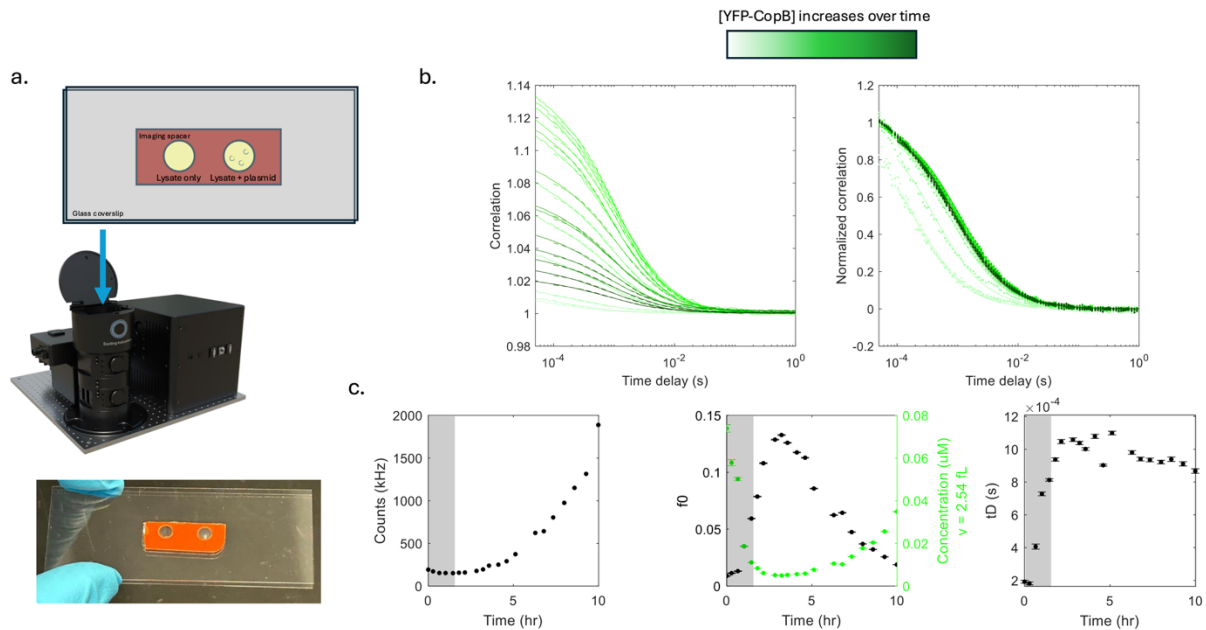 [YFP-CopB] increases over time
a.
Imaging spacer
Lysate only
Lysate + plasmid
Glass coverslip
b.
1.14
1.12
1.1
1.08
1.06
1.04
1.02
1
0.98
Correlation
10⁻⁴
10⁻²
10⁰
Time delay (s)
1.2
1
0.8
0.6
0.4
0.2
0
-0.2
Normalized correlation
10⁻⁴
10⁻²
10⁰
Time delay (s)
c.
2000
1500
1000
500
0
Counts (kHz)
0
5
10
Time (hr)
0.15
0.1
0.05
0
f0
0.08
0.06
0.04
0.02
0
Concentration (uM)
v = 2.54 fL
0
5
10
Time (hr)
×10⁻⁴
12
10
8
6
4
2
tD (s)
0
5
10
Time (hr)